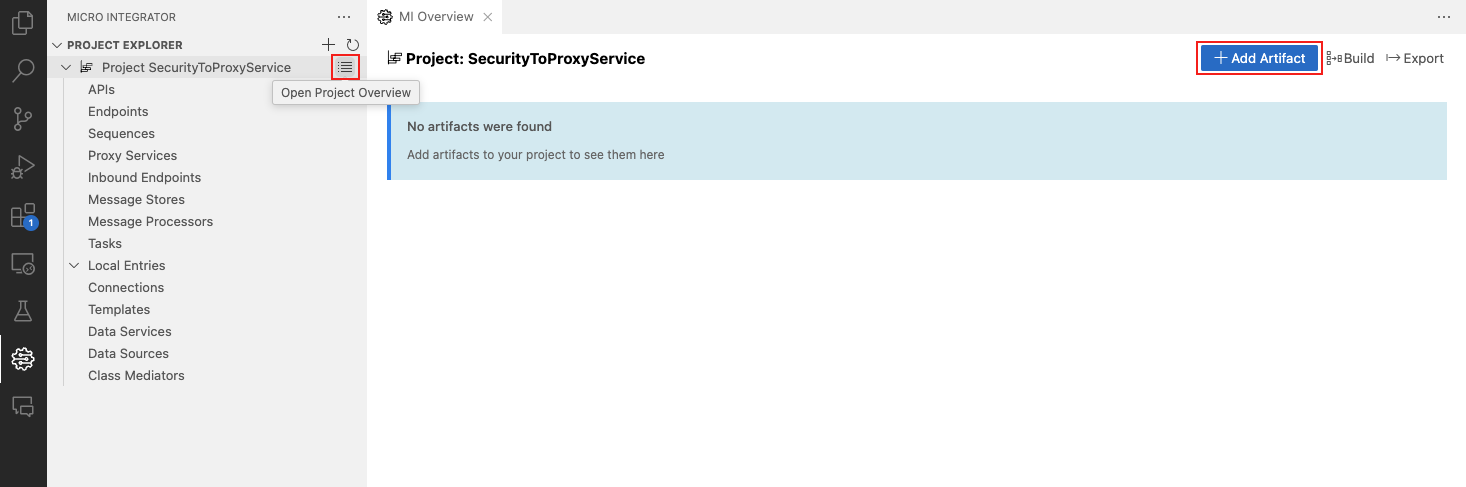 MICRO INTEGRATOR
PROJECT EXPLORER
Project SecurityToProxyService
Open Project Overview
APIs
Endpoints
Sequences
Proxy Services
Inbound Endpoints
Message Stores
Message Processors
Tasks
Local Entries
Connections
Templates
Data Services
Data Sources
Class Mediators
1
MI Overview
Project: SecurityToProxyService
Add Artifact
Build
Export
No artifacts were found
Add artifacts to your project to see them here